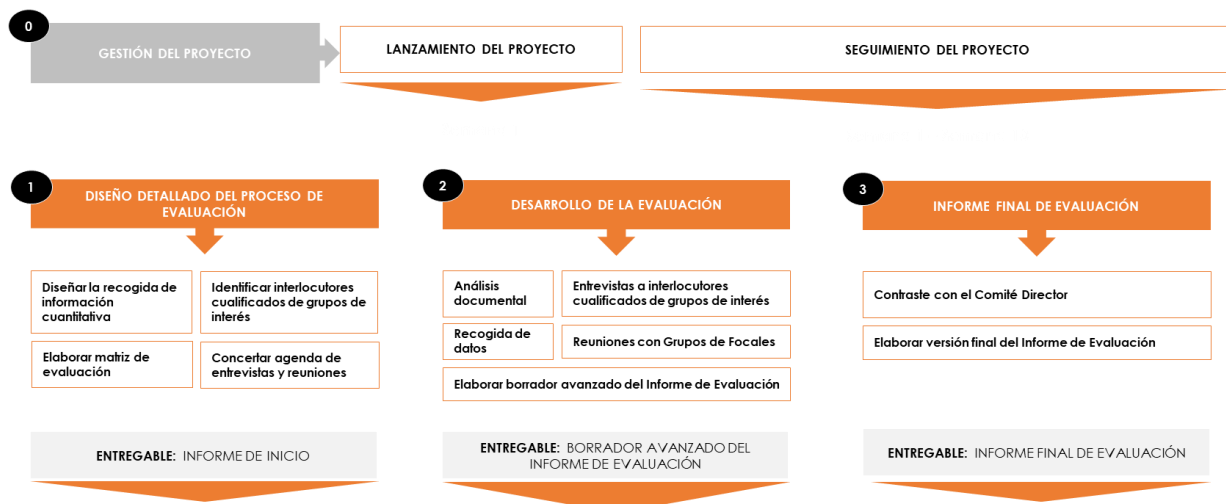 0
GESTIÓN DEL PROYECTO
LANZAMIENTO DEL PROYECTO
SEGUIMIENTO DEL PROYECTO
1
DISEÑO DETALLADO DEL PROCESO DE
EVALUACIÓN
Diseñar la recogida de
información
cuantitativa
Identificar interlocutores
cualificados de grupos de
interés
Elaborar matriz de
evaluación
Concertar agenda de
entrevistas y reuniones
ENTREGABLE: INFORME DE INICIO
2
DESARROLLO DE LA EVALUACIÓN
Análisis
documental
Entrevistas a interlocutores
cualificados de grupos de interés
Recogida de
datos
Reuniones con Grupos de Focales
Elaborar borrador avanzado del Informe de Evaluación
ENTREGABLE: BORRADOR AVANZADO DEL
INFORME DE EVALUACIÓN
3
INFORME FINAL DE EVALUACIÓN
Contraste con el Comité Director
Elaborar versión final del Informe de Evaluación
ENTREGABLE: INFORME FINAL DE EVALUACIÓN